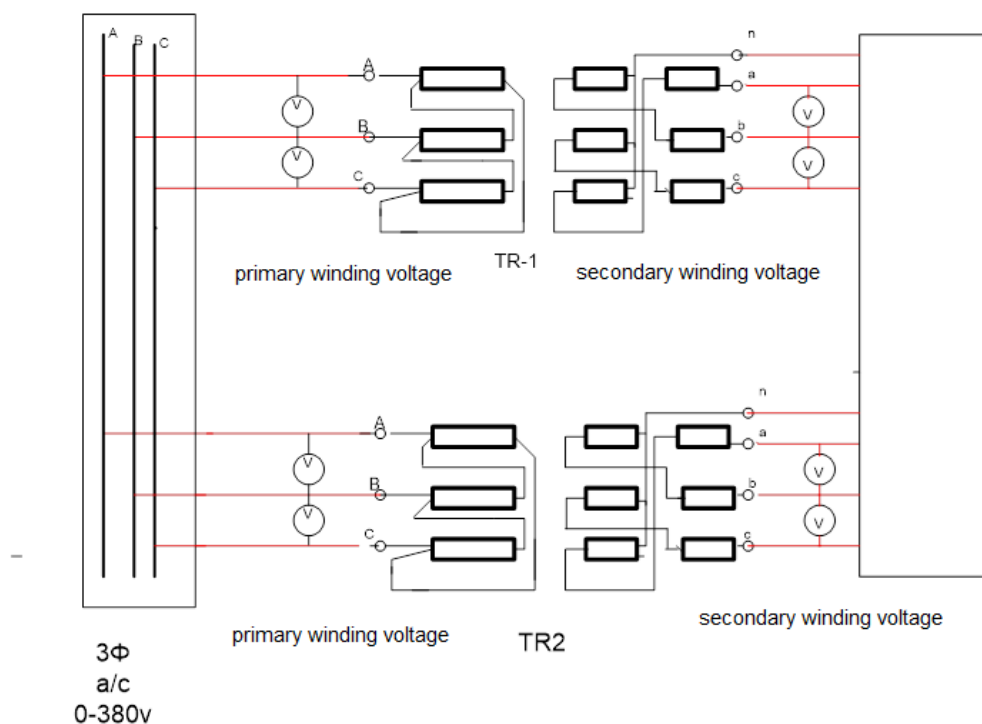 A B C
A
V
B
V
C
n
a
V
b
V
c
primary winding voltage
TR-1
secondary winding voltage
A
V
B
V
C
n
a
V
b
V
c
primary winding voltage
TR2
secondary winding voltage
3Φ
a/c
0-380v